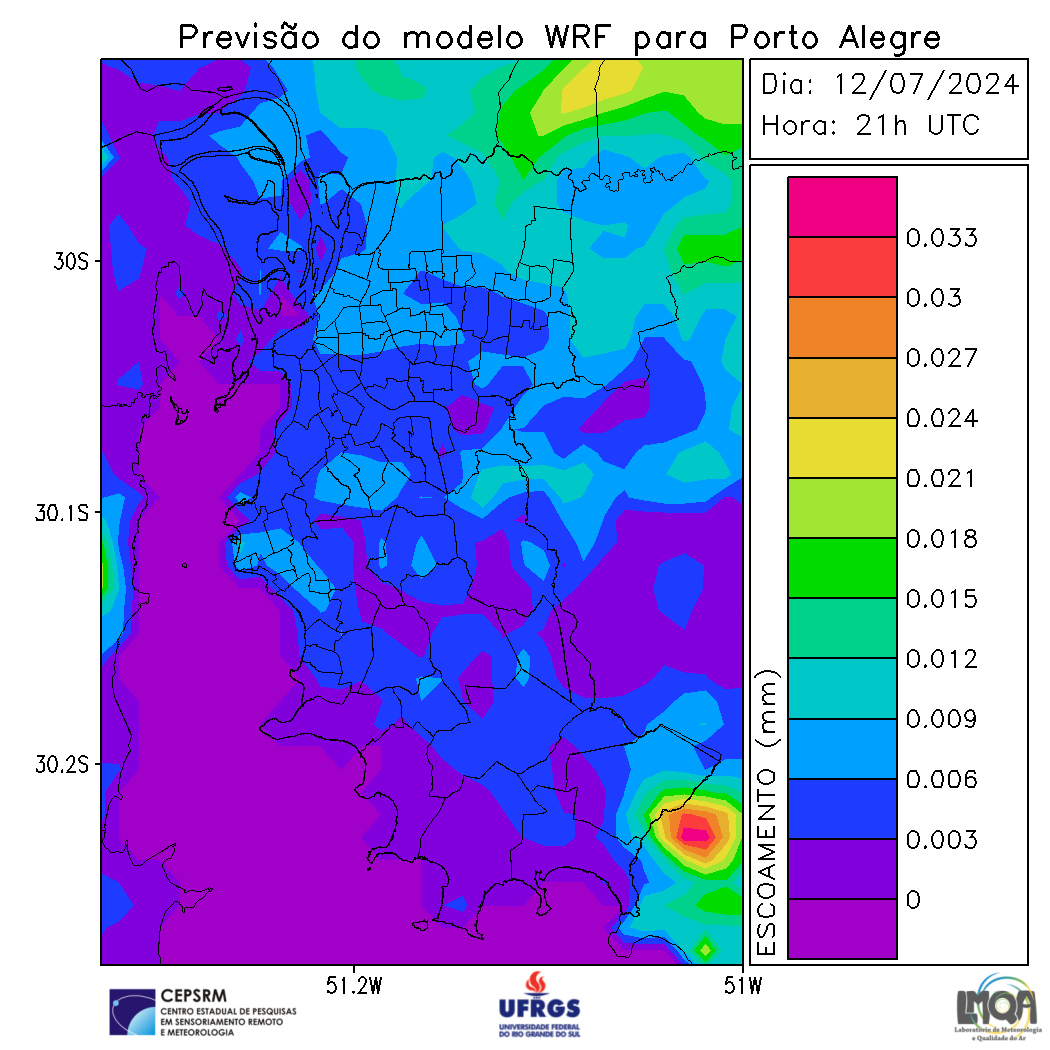 Previsão do modelo WRF para Porto Alegre
Dia: 12/07/2024
Hora: 21h UTC
30S
30.1S
30.2S
51.2W
51W
ESCOAMENTO (mm)
0.033
0.03
0.027
0.024
0.021
0.018
0.015
0.012
0.009
0.006
0.003
0
CEPSRM
CENTRO ESTADUAL DE PESQUISAS
EM SENSORIAMENTO REMOTO
E METEOROLOGIA
UFRGS
UNIVERSIDADE FEDERAL
DO RIO GRANDE DO SUL
LMQA
Laboratório de Meteorologia
e Qualidade do Ar